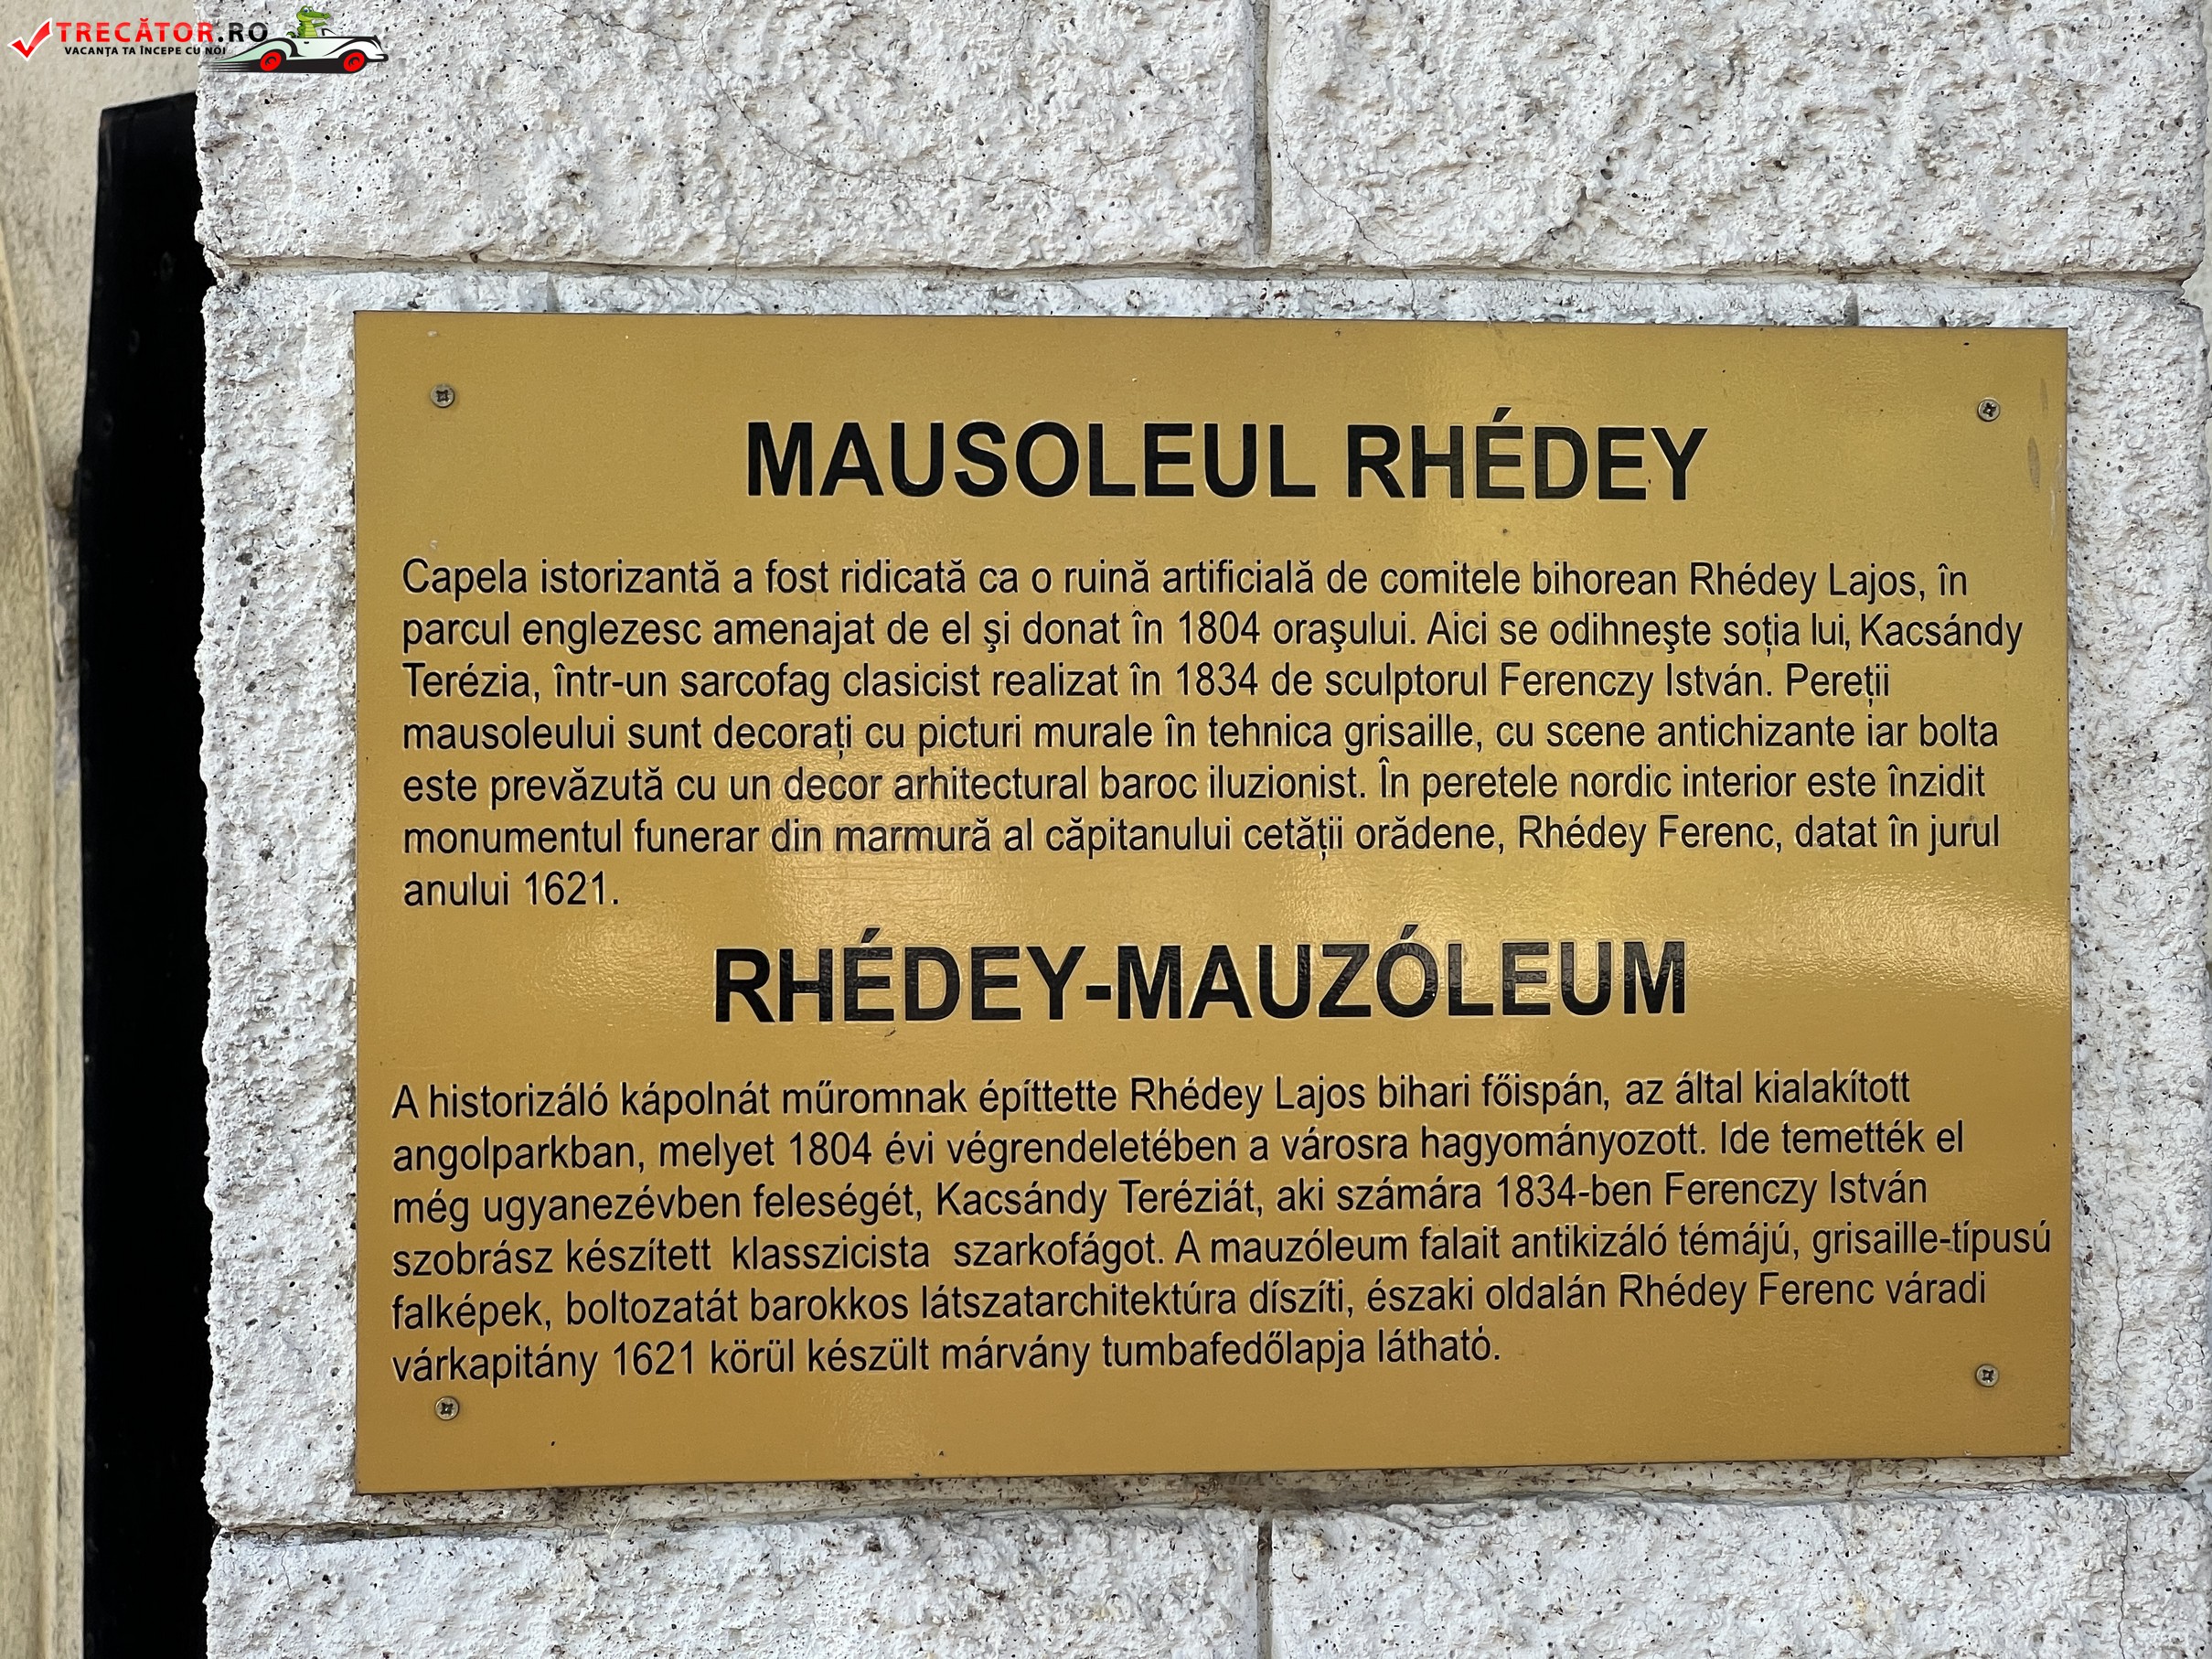 TRECĂTOR.RO
VACANȚA TA ÎNCEPE CU NOI
MAUSOLEUL RHÉDEY
Capela istorizantă a fost ridicată ca o ruină artificială de comitele bihorean Rhédey Lajos, în
parcul englezesc amenajat de el şi donat în 1804 oraşului. Aici se odihneşte soția lui, Kacsándy
Terézia, într-un sarcofag clasicist realizat în 1834 de sculptorul Ferenczy István. Pereții
mausoleului sunt decorați cu picturi murale în tehnica grisaille, cu scene antichizante iar bolta
este prevăzută cu un decor arhitectural baroc iluzionist. În peretele nordic interior este înzidit
monumentul funerar din marmură al căpitanului cetății orădene, Rhédey Ferenc, datat în jurul
anului 1621.
RHÉDEY-MAUZÓLEUM
A historizáló kápolnát műromnak építtette Rhédey Lajos bihari főispán, az által kialakított
angolparkban, melyet 1804 évi végrendeletében a városra hagyományozott. Ide temették el
még ugyanezévben feleségét, Kacsándy Teréziát, aki számára 1834-ben Ferenczy István
szobrász készített klasszicista szarkofágot. A mauzóleum falait antikizáló témájú, grisaille-típusú
falképek, boltozatát barokkos látszatarchitektúra díszíti, északi oldalán Rhédey Ferenc váradi
várkapitány 1621 körül készült márvány tumbafedőlapja látható.